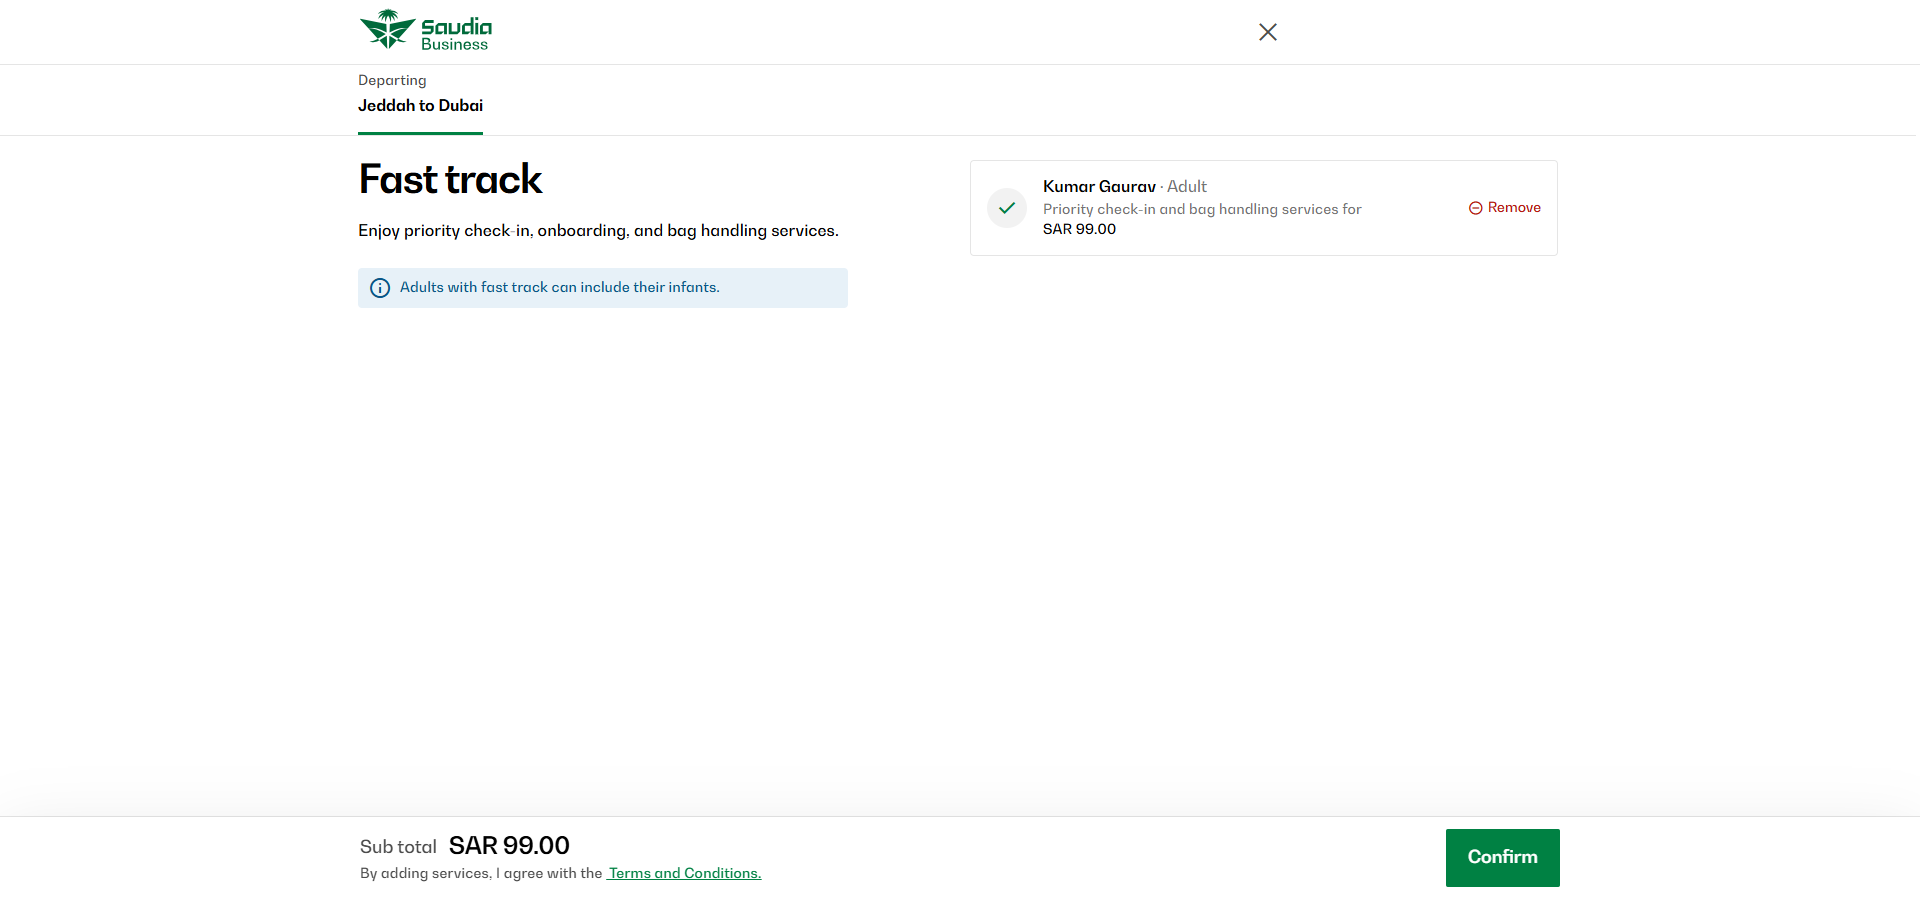 Saudia
Business
Departing
Jeddah to Dubai
Fast track
Enjoy priority check-in, onboarding, and bag handling services.
Adults with fast track can include their infants.
Kumar Gaurav · Adult
Priority check-in and bag handling services for
SAR 99.00
Remove
Sub total SAR 99.00
By adding services, I agree with the Terms and Conditions.
Confirm